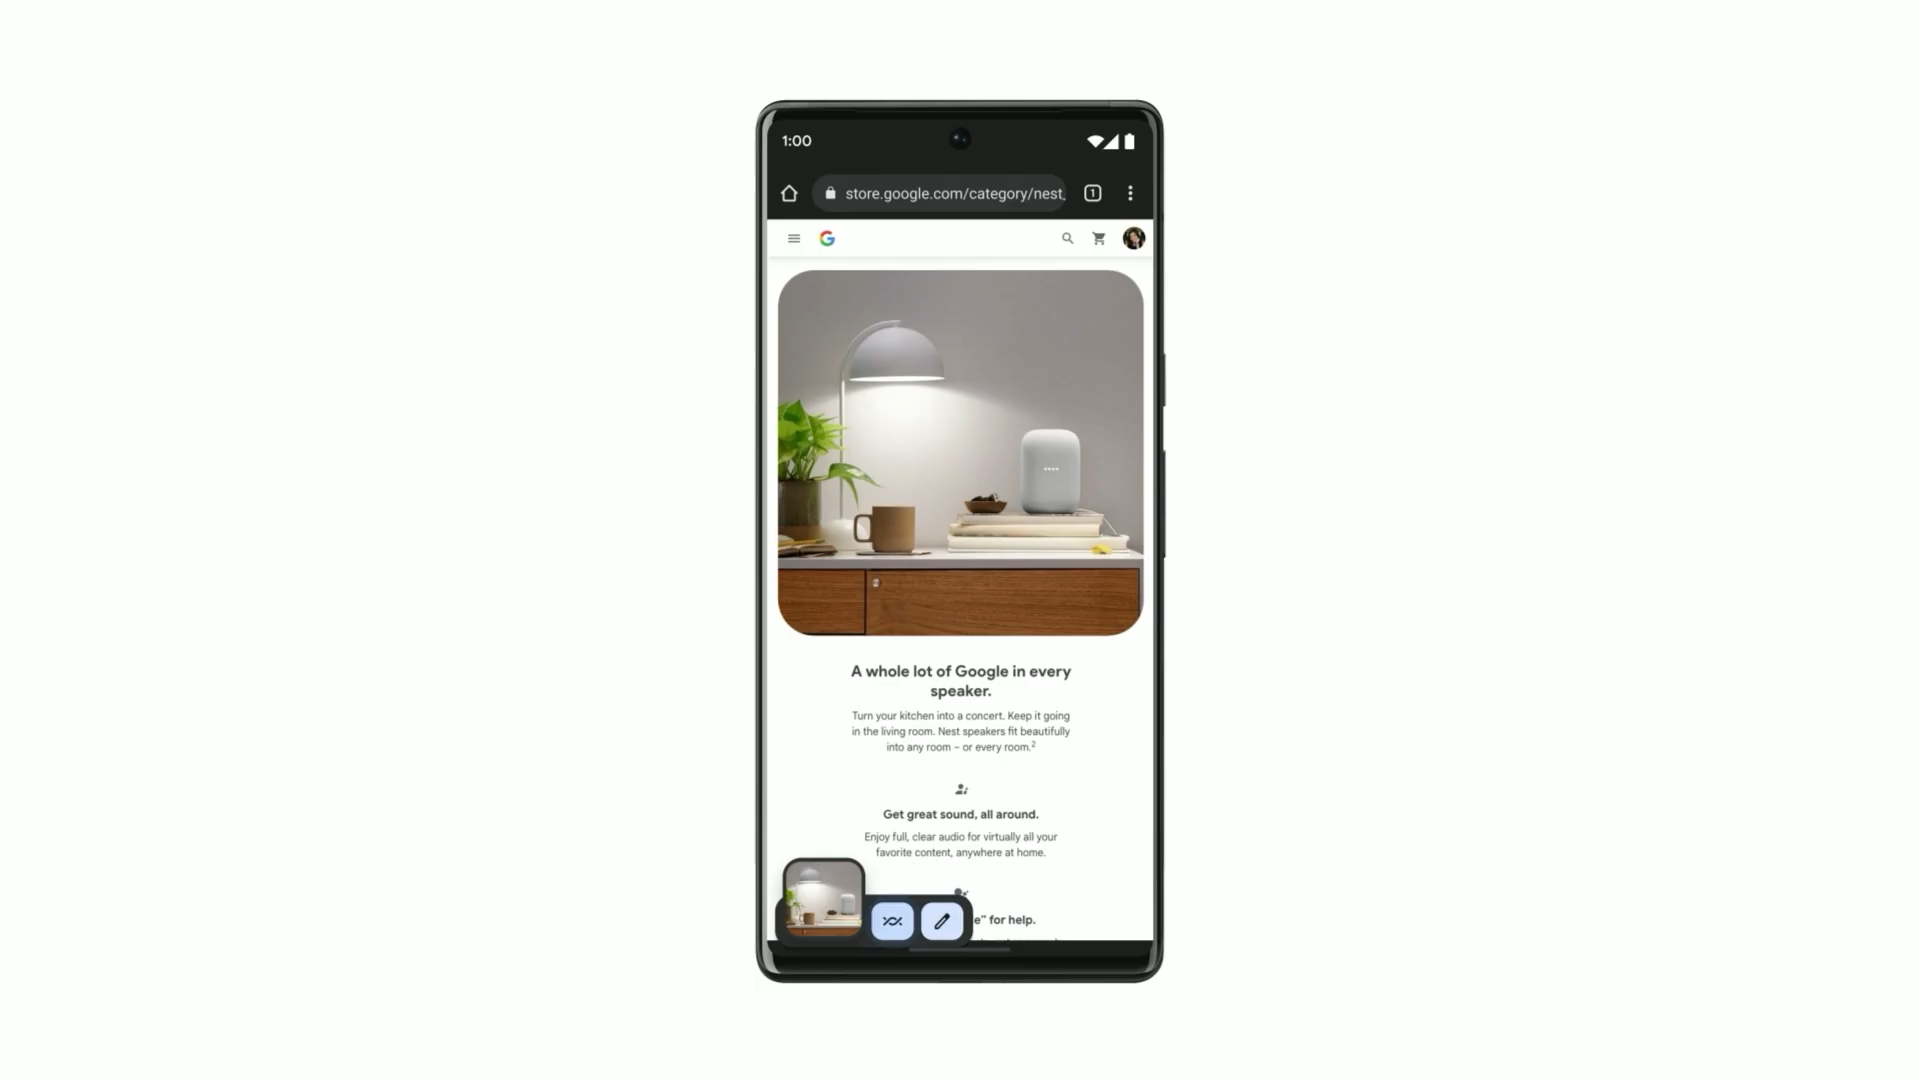 1:00
store.google.com/category/nest
1
A whole lot of Google in every
speaker.
Turn your kitchen into a concert. Keep it going
in the living room. Nest speakers fit beautifully
into any room – or every room.²
Get great sound, all around.
Enjoy full, clear audio for virtually all your
favorite content, anywhere at home.
e” for help.